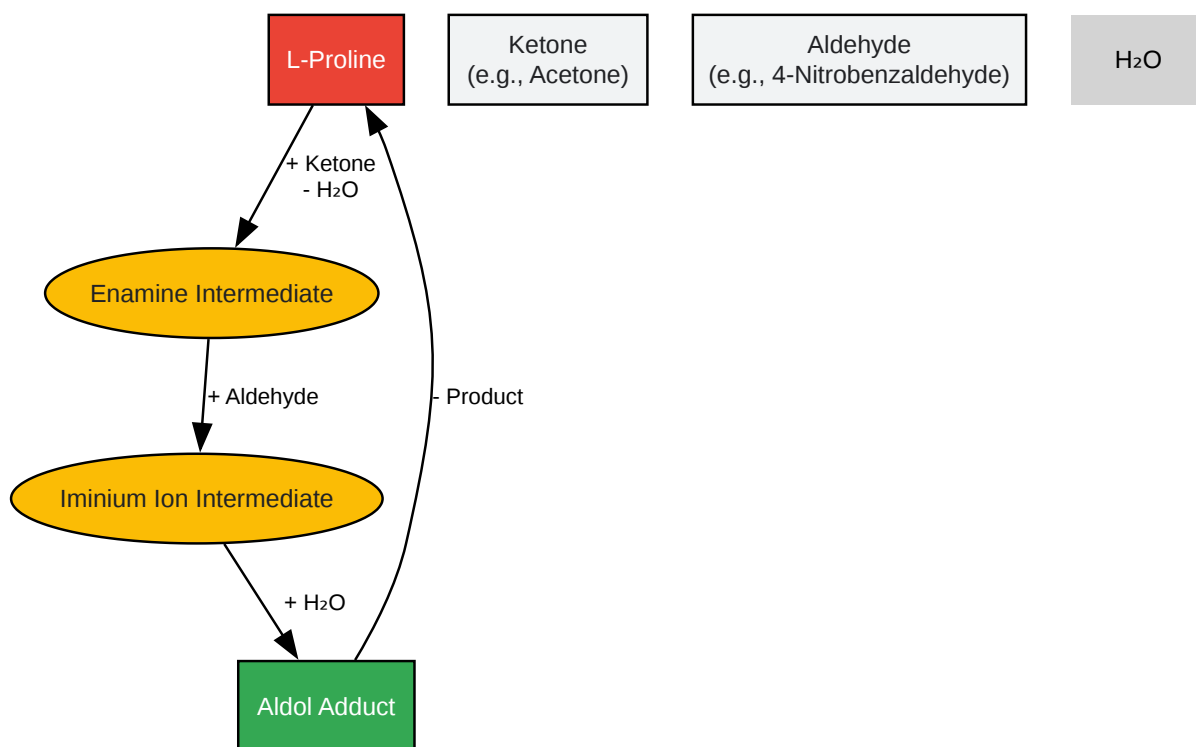 L-Proline
Ketone
(e.g., Acetone)
Aldehyde
(e.g., 4-Nitrobenzaldehyde)
H₂O
+ Ketone
- H₂O
Enamine Intermediate
+ Aldehyde
- Product
Iminium Ion Intermediate
+ H₂O
Aldol Adduct